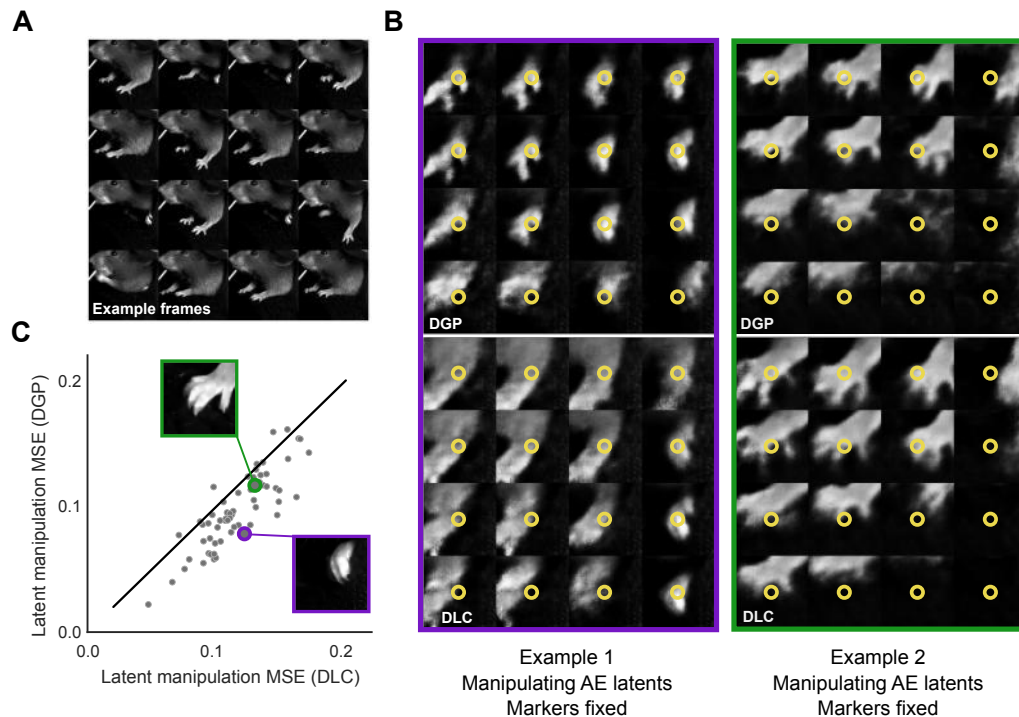 A
Example frames
B
DGP
DLC
DGP
DLC
Example 1
Manipulating AE latents
Markers fixed
Example 2
Manipulating AE latents
Markers fixed
C
0.2
0.1
0.0
Latent manipulation MSE (DGP)
0.0 0.1 0.2
Latent manipulation MSE (DLC)